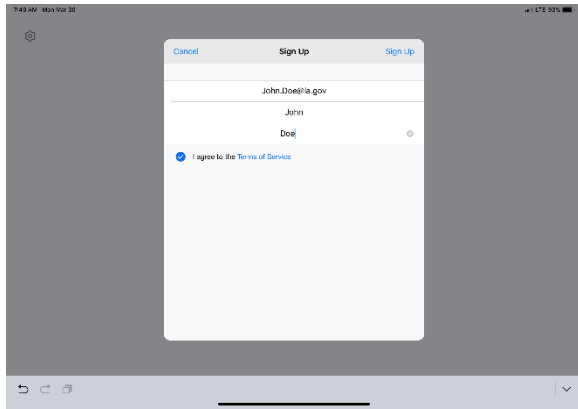 7:49 AM Mon Mar 30
LTE 93%
Cancel
Sign Up
Sign Up
John.Doe@la.gov
John
Doe
I agree to the Terms of Service